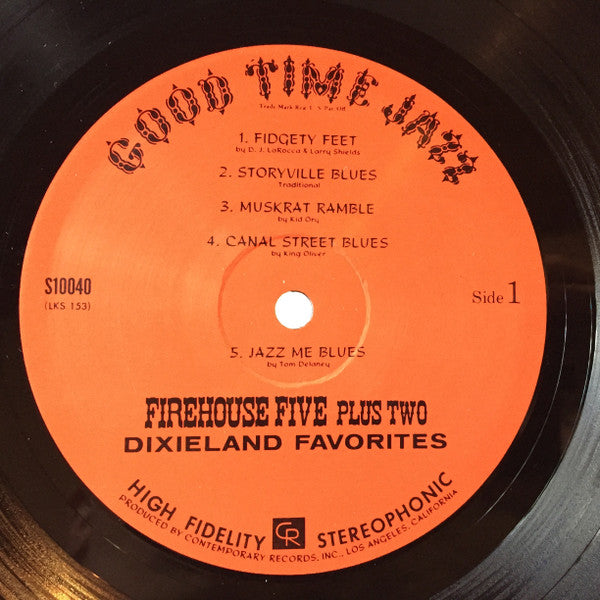 GOOD TIME JAZZ
Trade Mark Reg. U. S. Pat. Off.
1. FIDGETY FEET
by D. J. LaRocca & Larry Shields
2. STORYVILLE BLUES
Traditional
3. MUSKRAT RAMBLE
by Kid Ory
4. CANAL STREET BLUES
by King Oliver
S10040
(LKS 153)
Side 1
5. JAZZ ME BLUES
by Tom Delaney
FIREHOUSE FIVE PLUS TWO
DIXIELAND FAVORITES
HIGH FIDELITY CR STEREOPHONIC
PRODUCED BY CONTEMPORARY RECORDS, INC., LOS ANGELES, CALIFORNIA